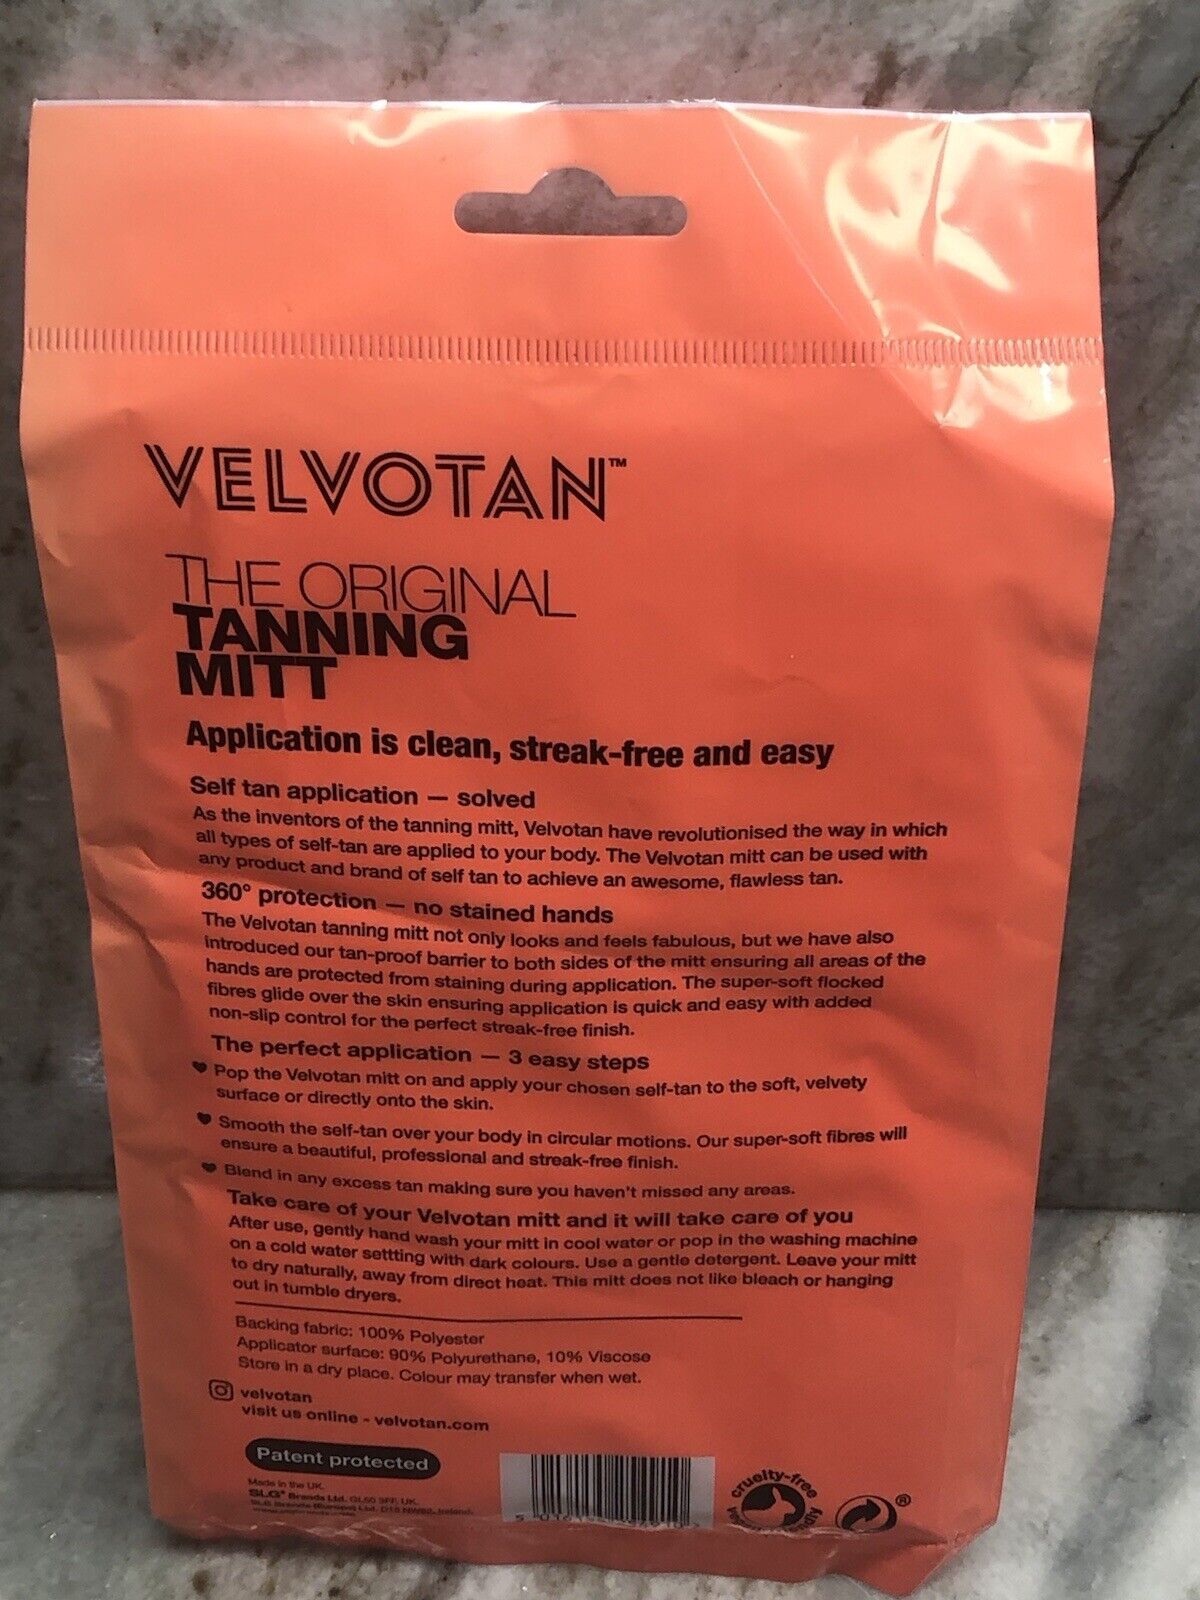 VELVOTAN™
THE ORIGINAL
TANNING
MITT
Application is clean, streak-free and easy
Self tan application — solved
As the inventors of the tanning mitt, Velvotan have revolutionised the way in which
all types of self-tan are applied to your body. The Velvotan mitt can be used with
any product and brand of self tan to achieve an awesome, flawless tan.
360° protection — no stained hands
The Velvotan tanning mitt not only looks and feels fabulous, but we have also
introduced our tan-proof barrier to both sides of the mitt ensuring all areas of the
hands are protected from staining during application. The super-soft flocked
fibres glide over the skin ensuring application is quick and easy with added
non-slip control for the perfect streak-free finish.
The perfect application — 3 easy steps
Pop the Velvotan mitt on and apply your chosen self-tan to the soft, velvety
surface or directly onto the skin.
Smooth the self-tan over your body in circular motions. Our super-soft fibres will
ensure a beautiful, professional and streak-free finish.
Blend in any excess tan making sure you haven't missed any areas.
Take care of your Velvotan mitt and it will take care of you
After use, gently hand wash your mitt in cool water or pop in the washing machine
on a cold water settting with dark colours. Use a gentle detergent. Leave your mitt
to dry naturally, away from direct heat. This mitt does not like bleach or hanging
out in tumble dryers.
Backing fabric: 100% Polyester
Applicator surface: 90% Polyurethane, 10% Viscose
Store in a dry place. Colour may transfer when wet.
velvotan
visit us online - velvotan.com
Patent protected
Made in the UK.
SLG® Brands Ltd. GL50 3PF, UK.
SLG Brands (Europe) Ltd. Ireland.
cruelty-free
®